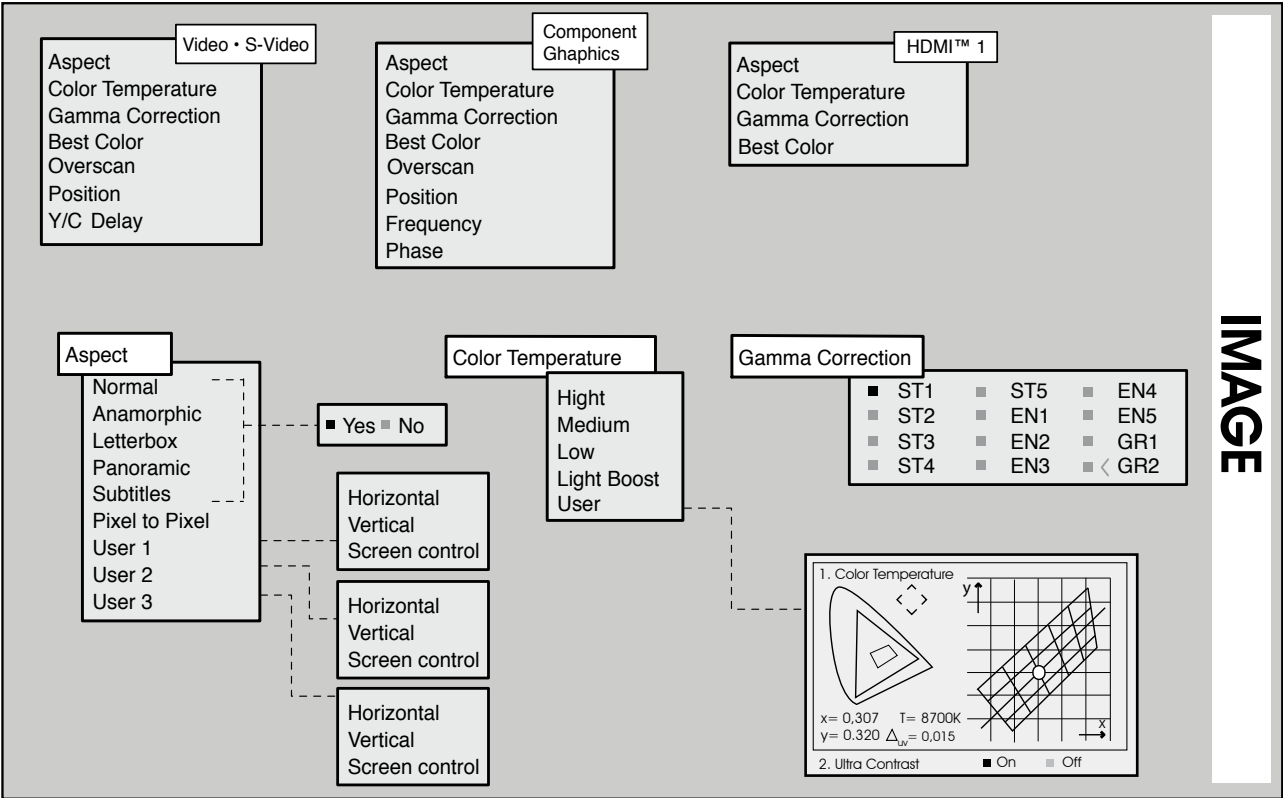 Video • S-Video
Aspect
Color Temperature
Gamma Correction
Best Color
Overscan
Position
Y/C Delay
Component
Ghaphics
Aspect
Color Temperature
Gamma Correction
Best Color
Overscan
Position
Frequency
Phase
HDMI™ 1
Aspect
Color Temperature
Gamma Correction
Best Color
IMAGE
Aspect
Normal
Anamorphic
Letterbox
Panoramic
Subtitles
Pixel to Pixel
User 1
User 2
User 3
Yes No
Horizontal
Vertical
Screen control
Horizontal
Vertical
Screen control
Horizontal
Vertical
Screen control
Color Temperature
Hight
Medium
Low
Light Boost
User
Gamma Correction
ST1 ST5 EN4
ST2 EN1 EN5
ST3 EN2 GR1
ST4 EN3 < GR2
1. Color Temperature
y
x
x= 0,307 T= 8700K
y= 0.320 △uv= 0,015
2. Ultra Contrast On Off